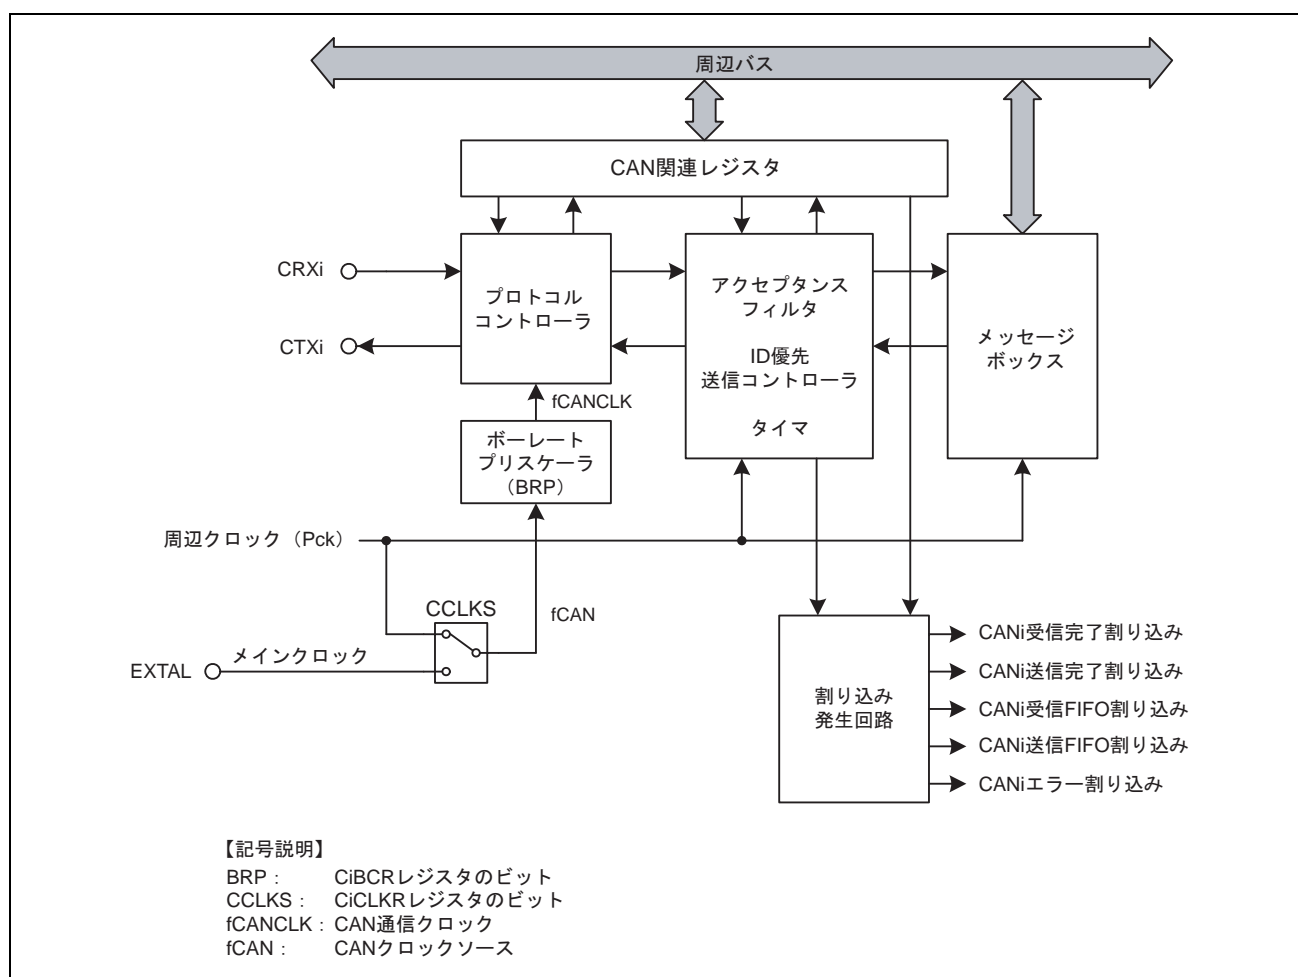 周辺バス
CAN関連レジスタ
CRXi
CTXi
プロトコル
コントローラ
アクセプタンス
フィルタ
ID優先
送信コントローラ
タイマ
メッセージ
ボックス
fCANCLK
ボーレート
プリスケーラ
（BRP）
周辺クロック（Pck）
CCLKS
fCAN
EXTAL
メインクロック
割り込み
発生回路
CANi受信完了割り込み
CANi送信完了割り込み
CANi受信FIFO割り込み
CANi送信FIFO割り込み
CANiエラー割り込み
【記号説明】
BRP： CiBCRレジスタのビット
CCLKS： CiCLKRレジスタのビット
fCANCLK：CAN通信クロック
fCAN： CANクロックソース